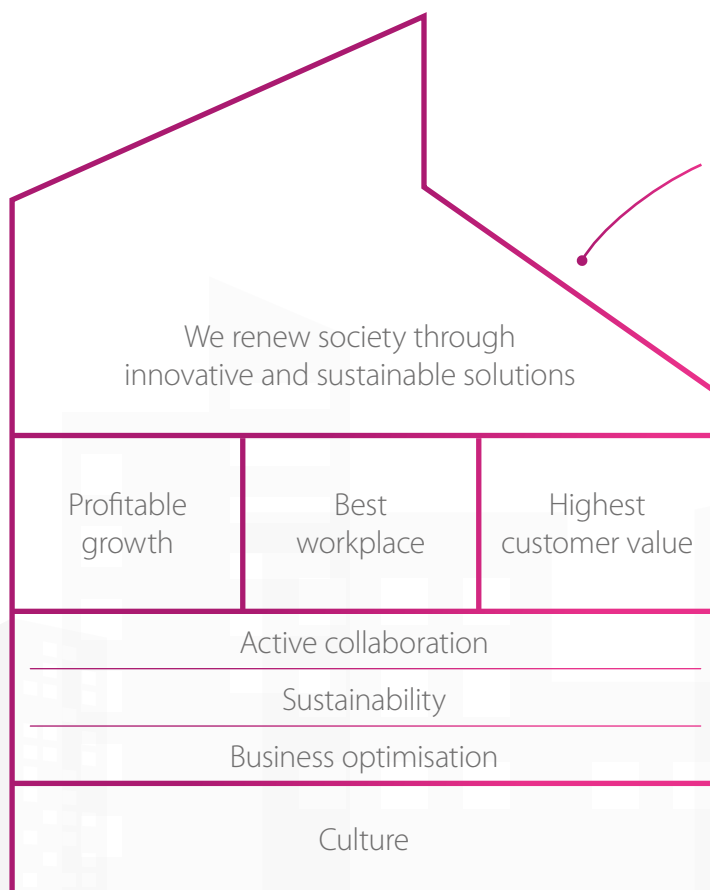 We renew society through
innovative and sustainable solutions
Profitable
growth
Best
workplace
Highest
customer value
Active collaboration
Sustainability
Business optimisation
Culture